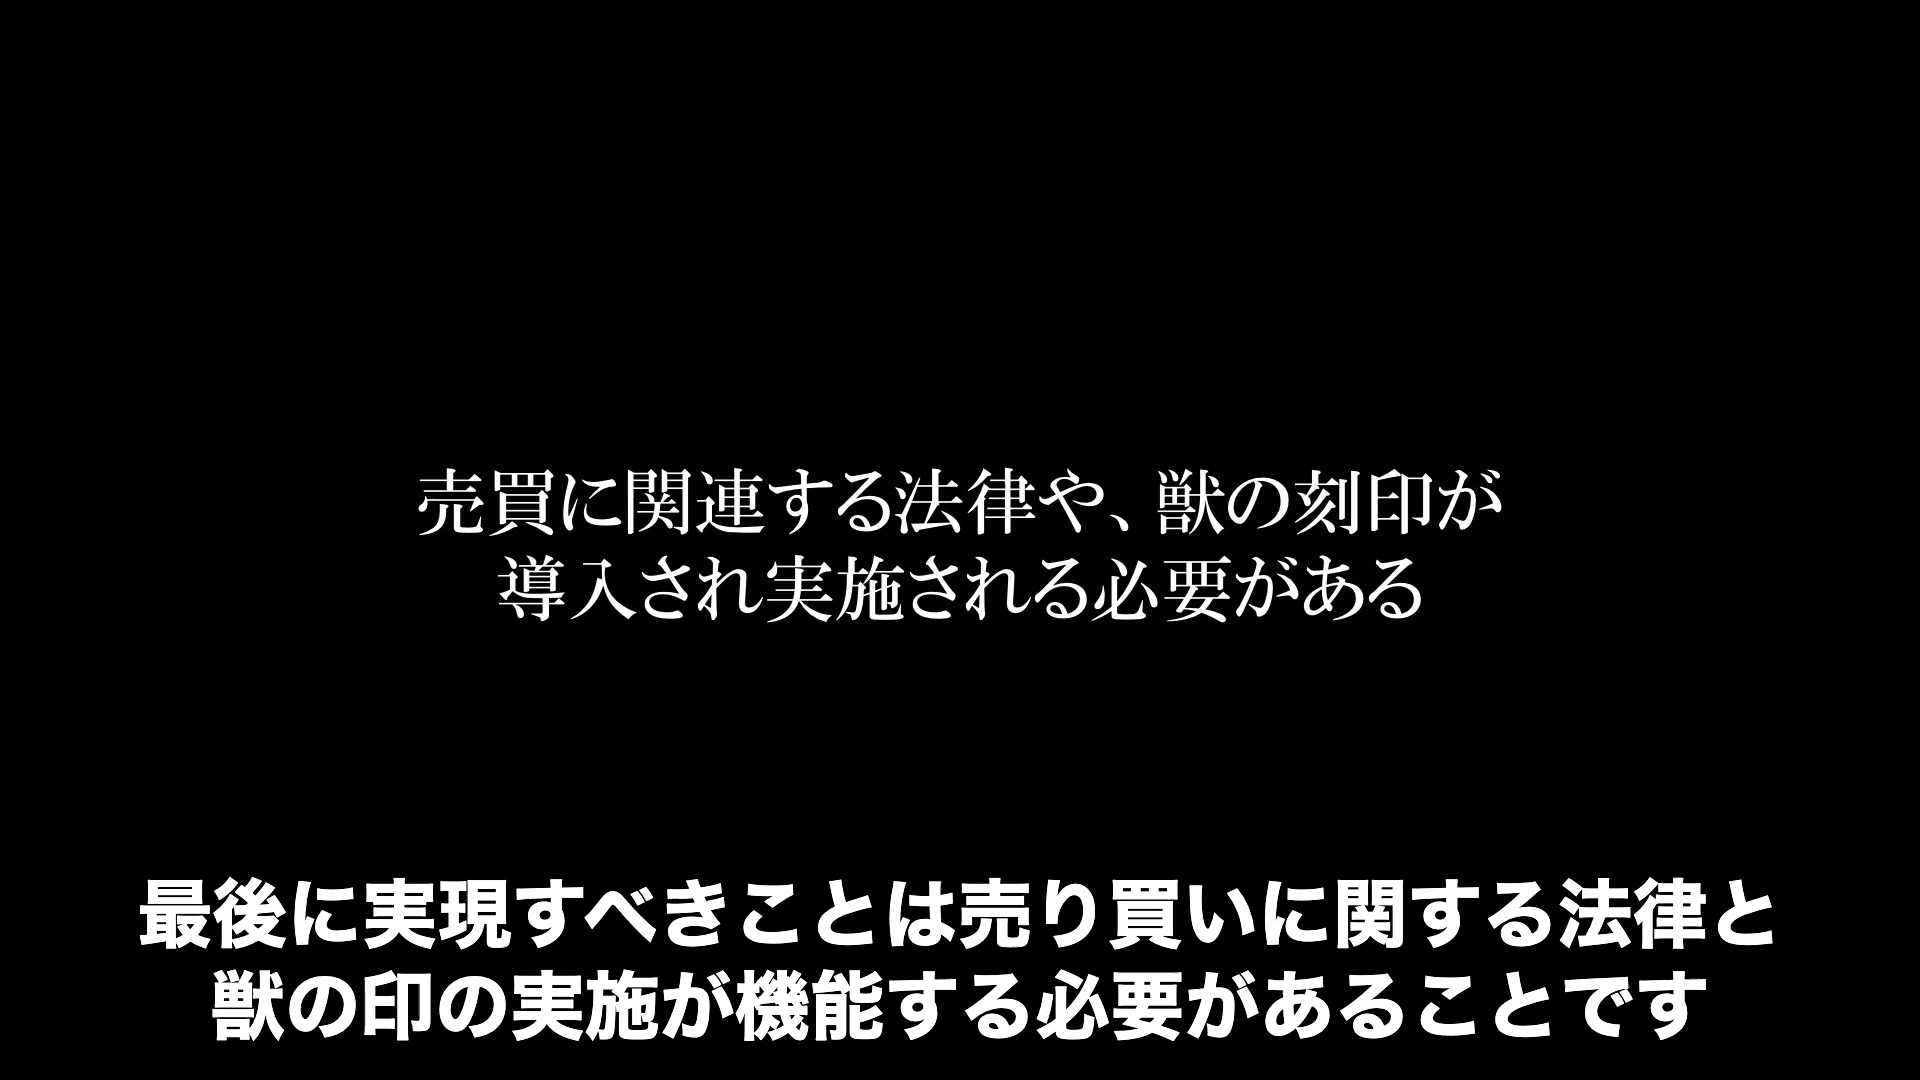 売買に関連する法律や、獣の刻印が
導入され実施される必要がある
最後に実現すべきことは売り買いに関する法律と
獣の印の実施が機能する必要があることです